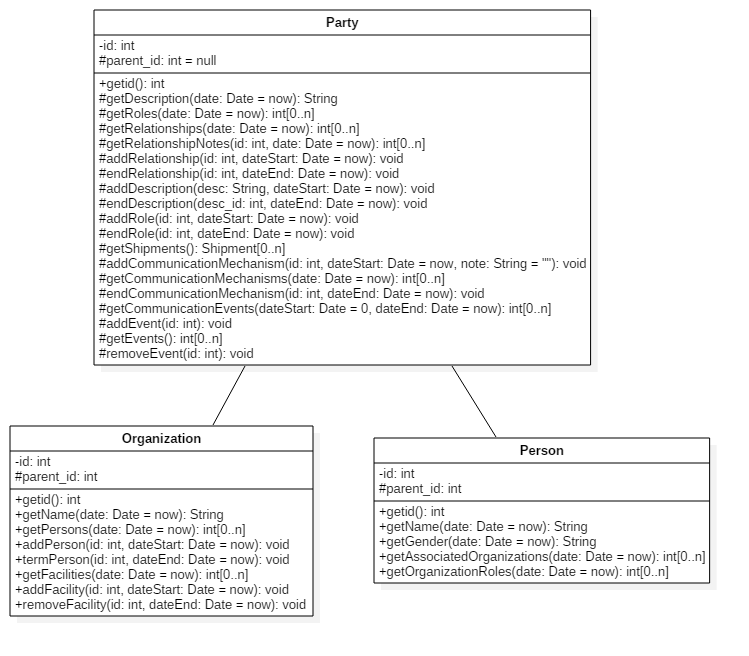 Party
-id: int
#parent_id: int = null
+getid(): int
#getDescription(date: Date = now): String
#getRoles(date: Date = now): int[0..n]
#getRelationships(date: Date = now): int[0..n]
#getRelationshipNotes(id: int, date: Date = now): int[0..n]
#addRelationship(id: int, dateStart: Date = now): void
#endRelationship(id: int, dateEnd: Date = now): void
#addDescription(desc: String, dateStart: Date = now): void
#endDescription(desc_id: int, dateEnd: Date = now): void
#addRole(id: int, dateStart: Date = now): void
#endRole(id: int, dateEnd: Date = now): void
#getShipments(): Shipment[0..n]
#addCommunicationMechanism(id: int, dateStart: Date = now, note: String = ""): void
#getCommunicationMechanisms(date: Date = now): int[0..n]
#endCommunicationMechanism(id: int, dateEnd: Date = now): void
#getCommunicationEvents(dateStart: Date = 0, dateEnd: Date = now): int[0..n]
#addEvent(id: int): void
#getEvents(): int[0..n]
#removeEvent(id: int): void
Organization
-id: int
#parent_id: int
+getid(): int
+getName(date: Date = now): String
+getPersons(date: Date = now): int[0..n]
+addPerson(id: int, dateStart: Date = now): void
+termPerson(id: int, dateEnd: Date = now): void
+getFacilities(date: Date = now): int[0..n]
+addFacility(id: int, dateStart: Date = now): void
+removeFacility(id: int, dateEnd: Date = now): void
Person
-id: int
#parent_id: int
+getid(): int
+getName(date: Date = now): String
+getGender(date: Date = now): String
+getAssociatedOrganizations(date: Date = now): int[0..n]
+getOrganizationRoles(date: Date = now): int[0..n]